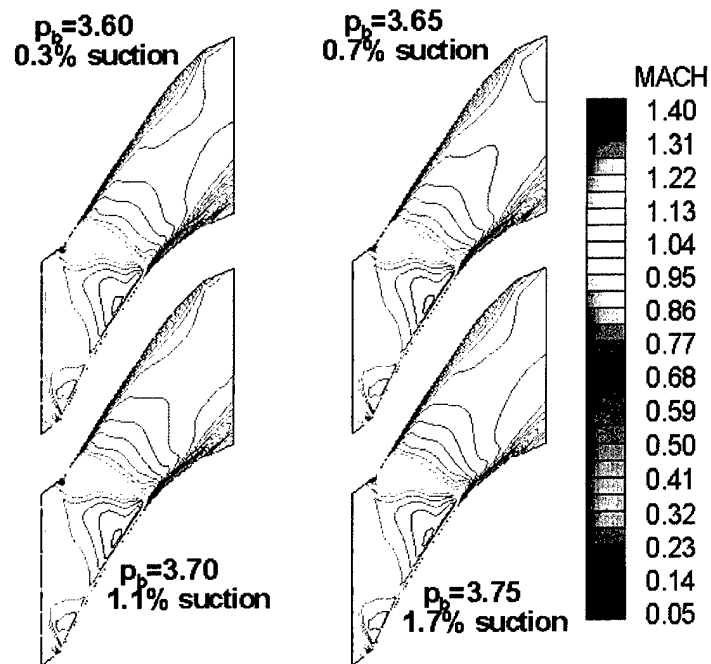 p_b=3.60
0.3% suction
p_b=3.65
0.7% suction
MACH
1.40
1.31
1.22
1.13
1.04
0.95
0.86
0.77
0.68
0.59
0.50
0.41
0.32
0.23
0.14
0.05
p_b=3.70
1.1% suction
p_b=3.75
1.7% suction